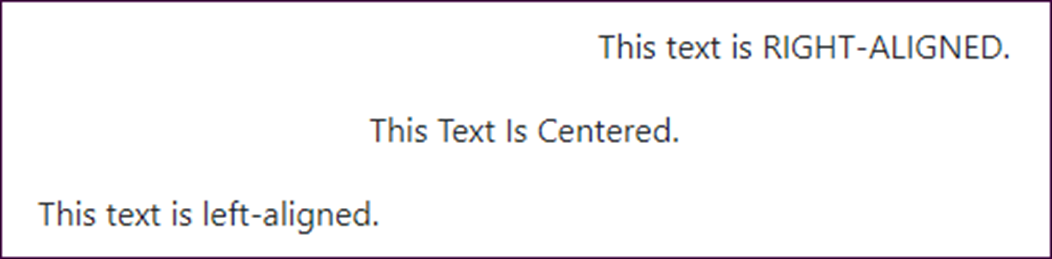 This text is RIGHT-ALIGNED.
This Text Is Centered.
This text is left-aligned.